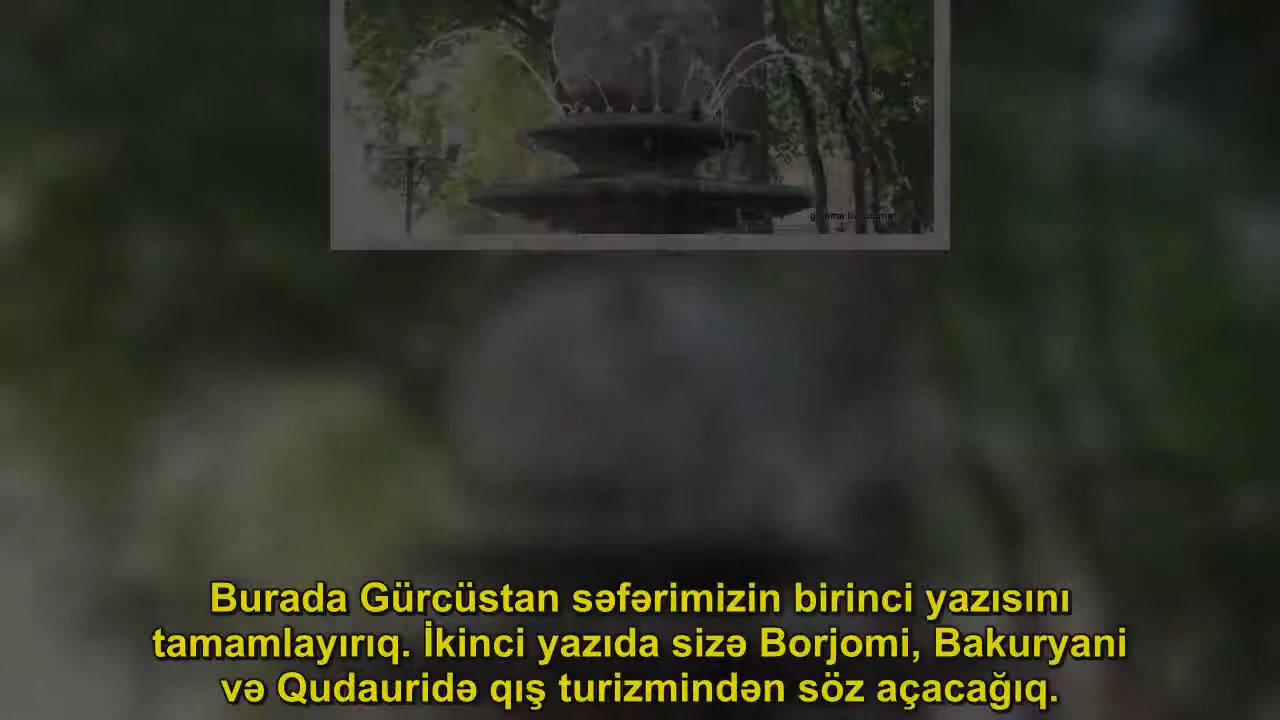 Burada Gürcüstan səfərimizin birinci yazısını
tamamlayırıq. İkinci yazıda sizə Borjomi, Bakuryani
və Qudauridə qış turizmindən söz açacağıq.